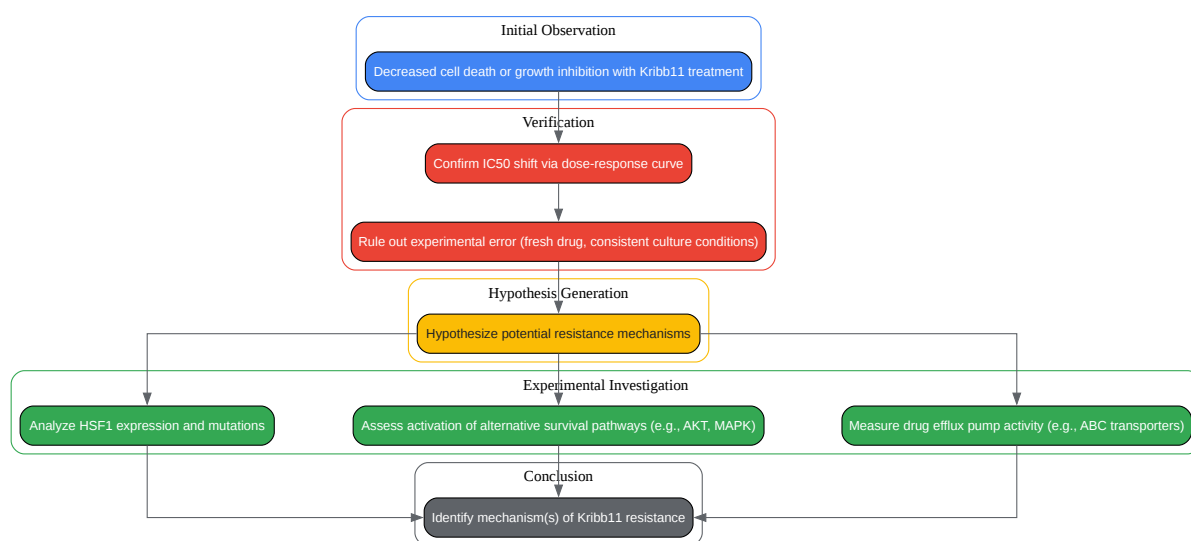 Initial Observation
Decreased cell death or growth inhibition with Kribb11 treatment
Verification
Confirm IC50 shift via dose-response curve
Rule out experimental error (fresh drug, consistent culture conditions)
Hypothesis Generation
Hypothesize potential resistance mechanisms
Experimental Investigation
Analyze HSF1 expression and mutations
Assess activation of alternative survival pathways (e.g., AKT, MAPK)
Measure drug efflux pump activity (e.g., ABC transporters)
Conclusion
Identify mechanism(s) of Kribb11 resistance